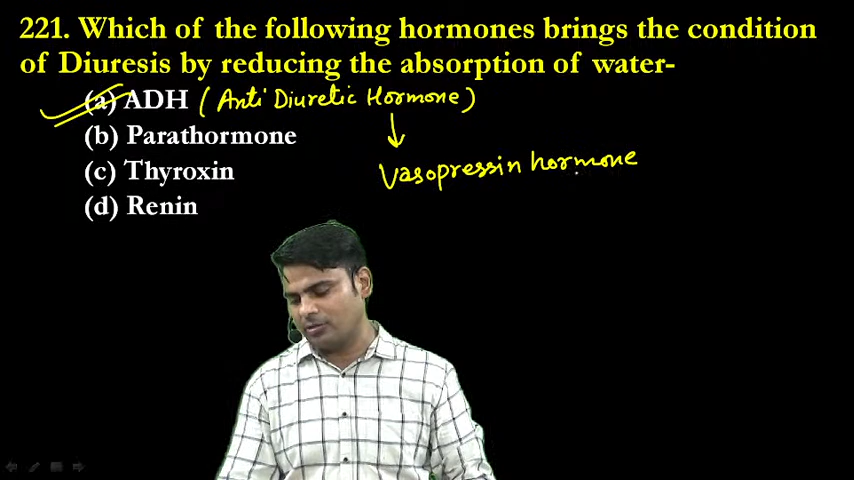 221. Which of the following hormones brings the condition
of Diuresis by reducing the absorption of water-
(a) ADH (Anti Diuretic Hormone)
(b) Parathormone
Vasopressin hormone
(c) Thyroxin
(d) Renin